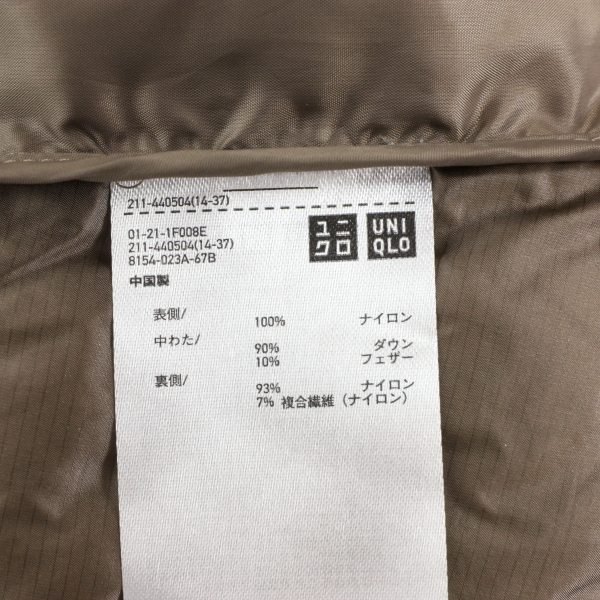 211-440504(14-37)
01-21-1F008E
211-440504(14-37)
8154-023A-67B
ユニ
クロ
UNI
QLO
中国製
表側/ 100% ナイロン
中わた/ 90% ダウン
10% フェザー
裏側/ 93% ナイロン
7% 複合繊維（ナイロン）